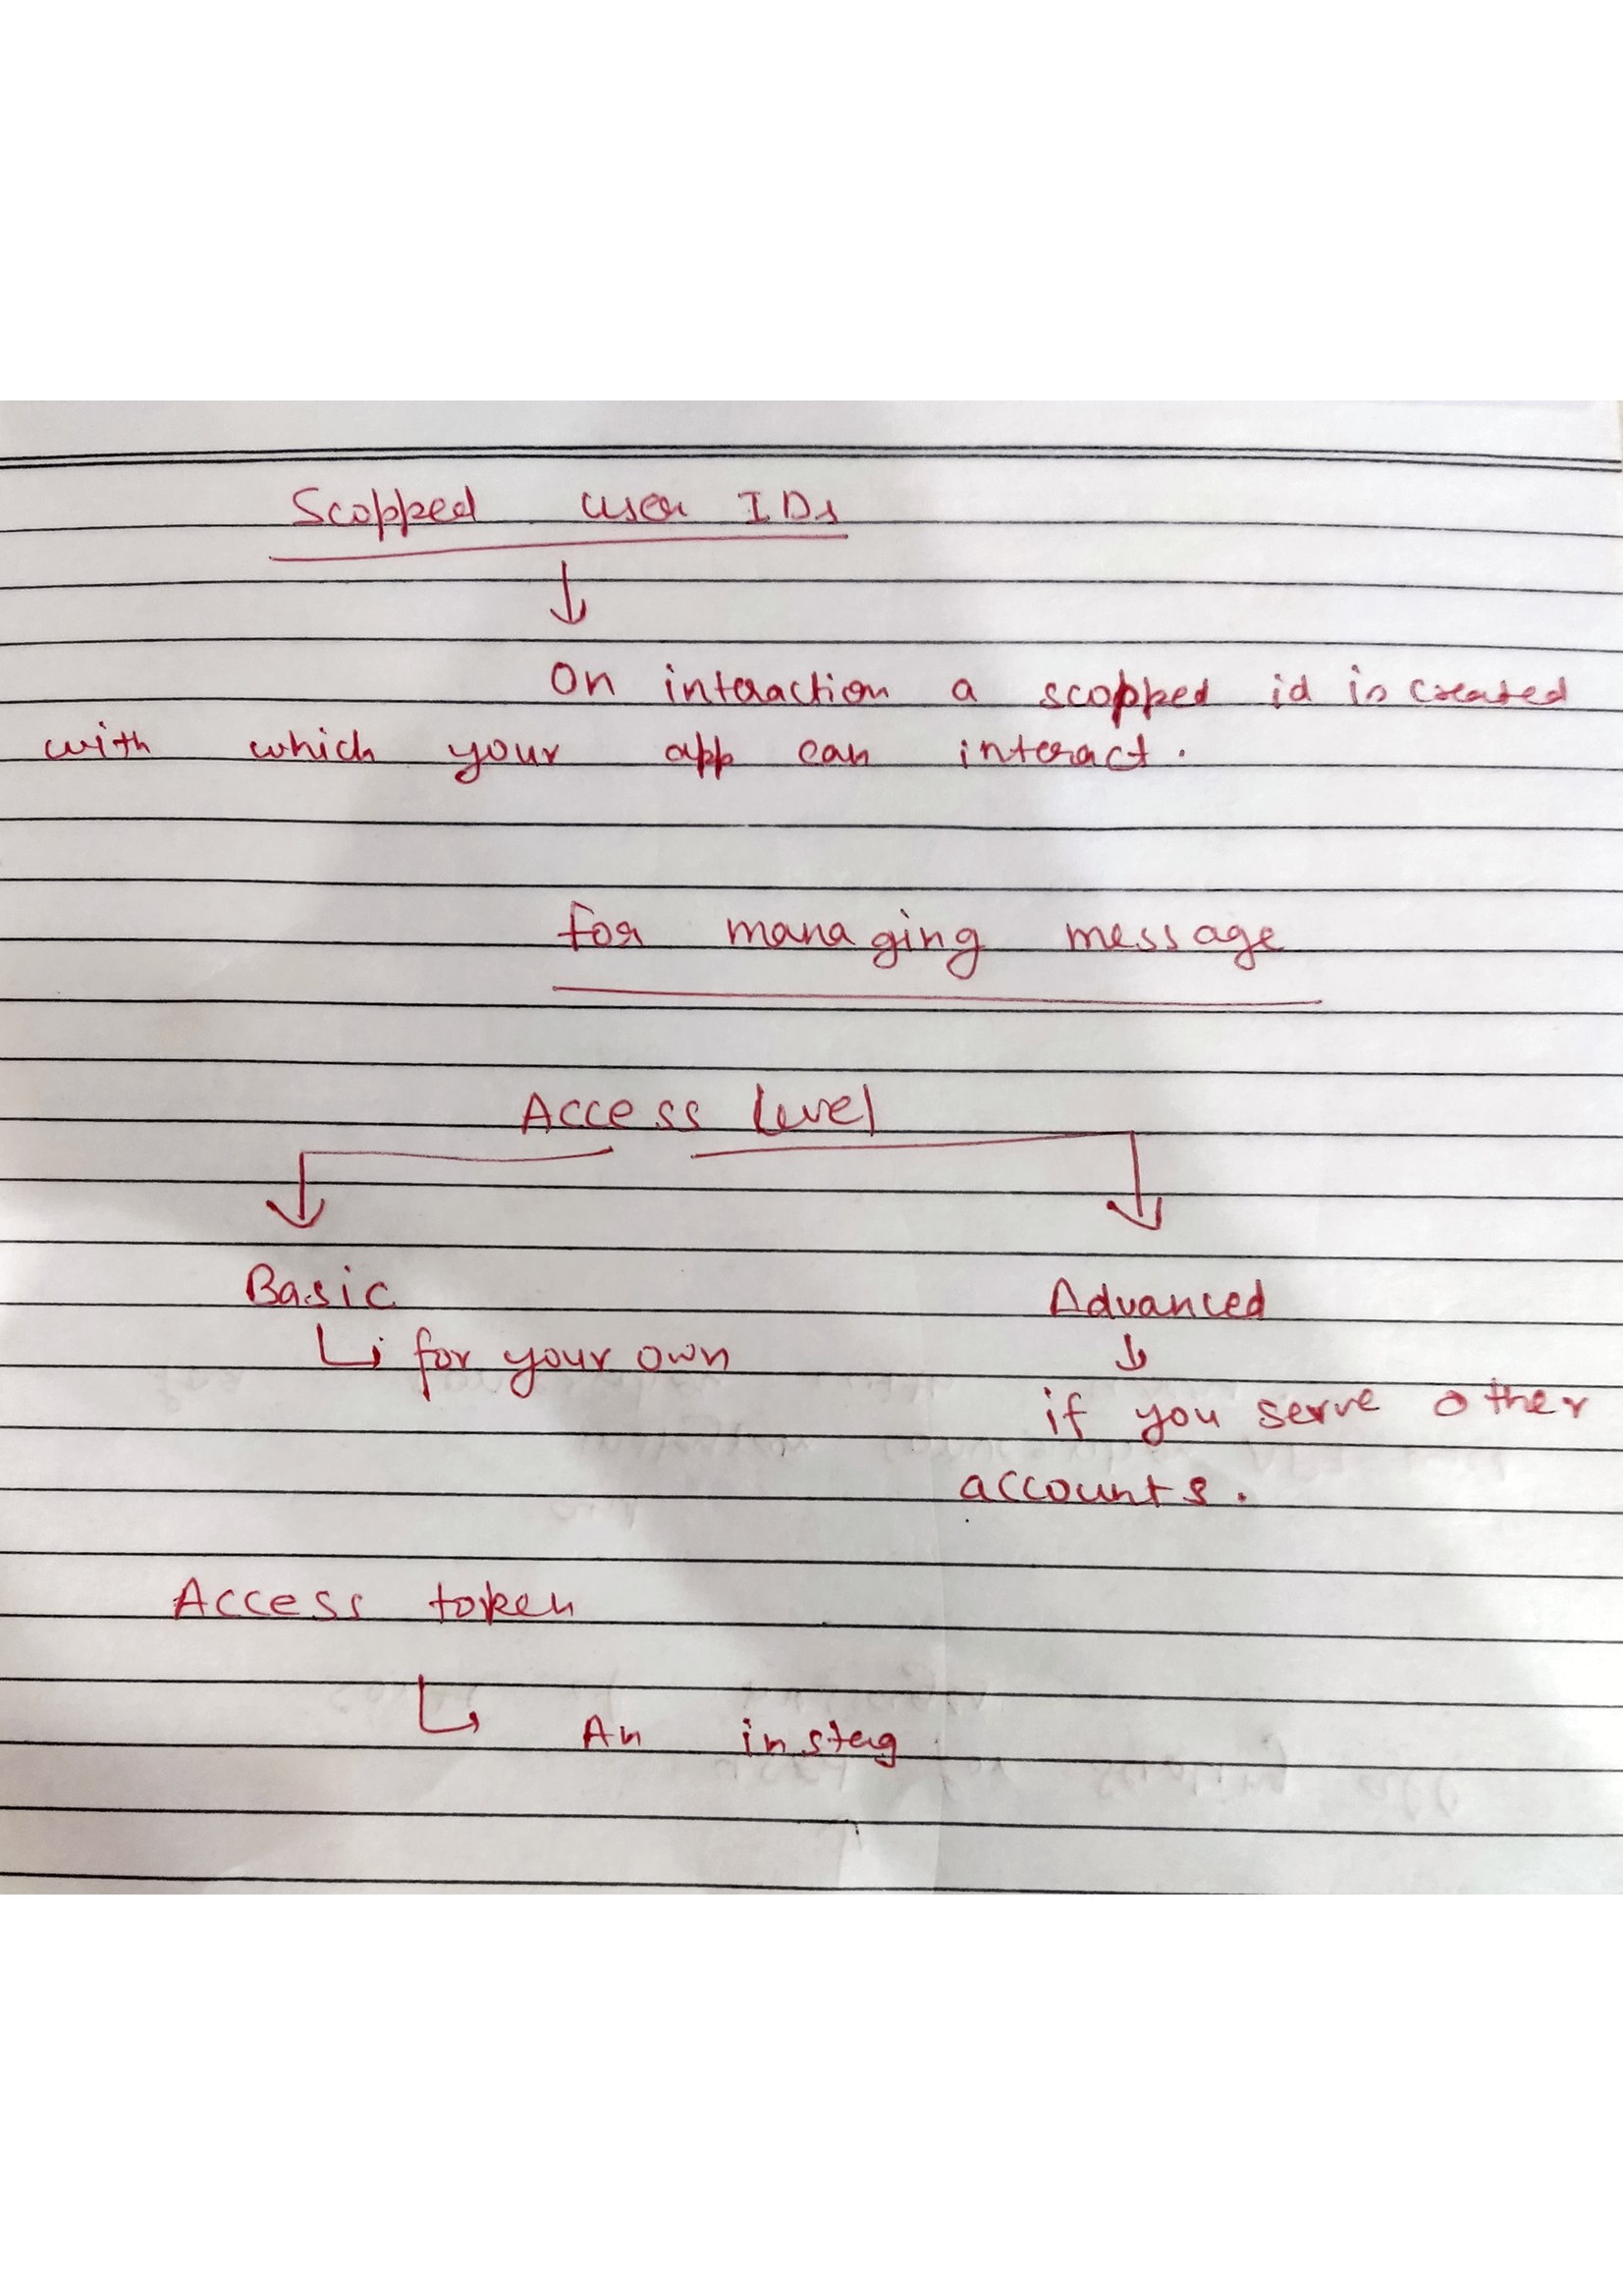 Scopped user IDs
On interaction a scopped id is created
with which your app can interact.
for managing message
Access level
Basic
Advanced
for your own
if you serve other
accounts.
Access token
An instag